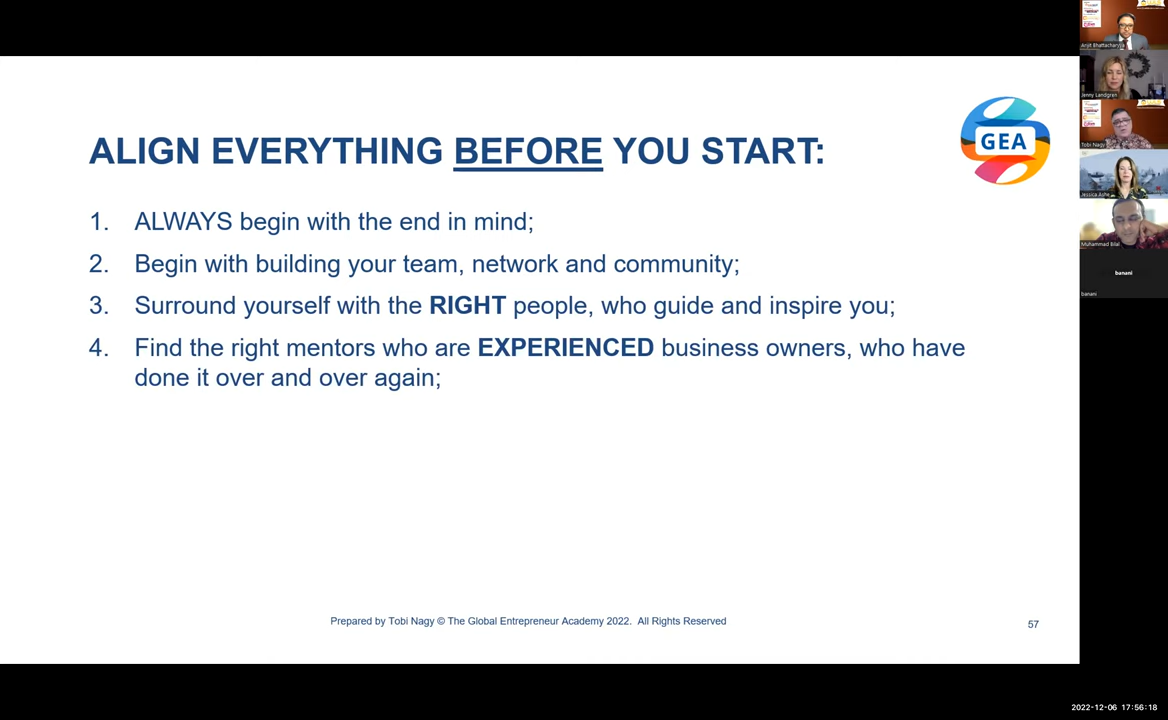 ALIGN EVERYTHING BEFORE YOU START:
GEA
1. ALWAYS begin with the end in mind;
2. Begin with building your team, network and community;
3. Surround yourself with the RIGHT people, who guide and inspire you;
4. Find the right mentors who are EXPERIENCED business owners, who have
done it over and over again;
Prepared by Tobi Nagy © The Global Entrepreneur Academy 2022. All Rights Reserved
57
Jenny Landgren
Tobi Nagy
Jessica Ashe
Muhammad Bilal
banani
banani
2022-12-06 17:56:18